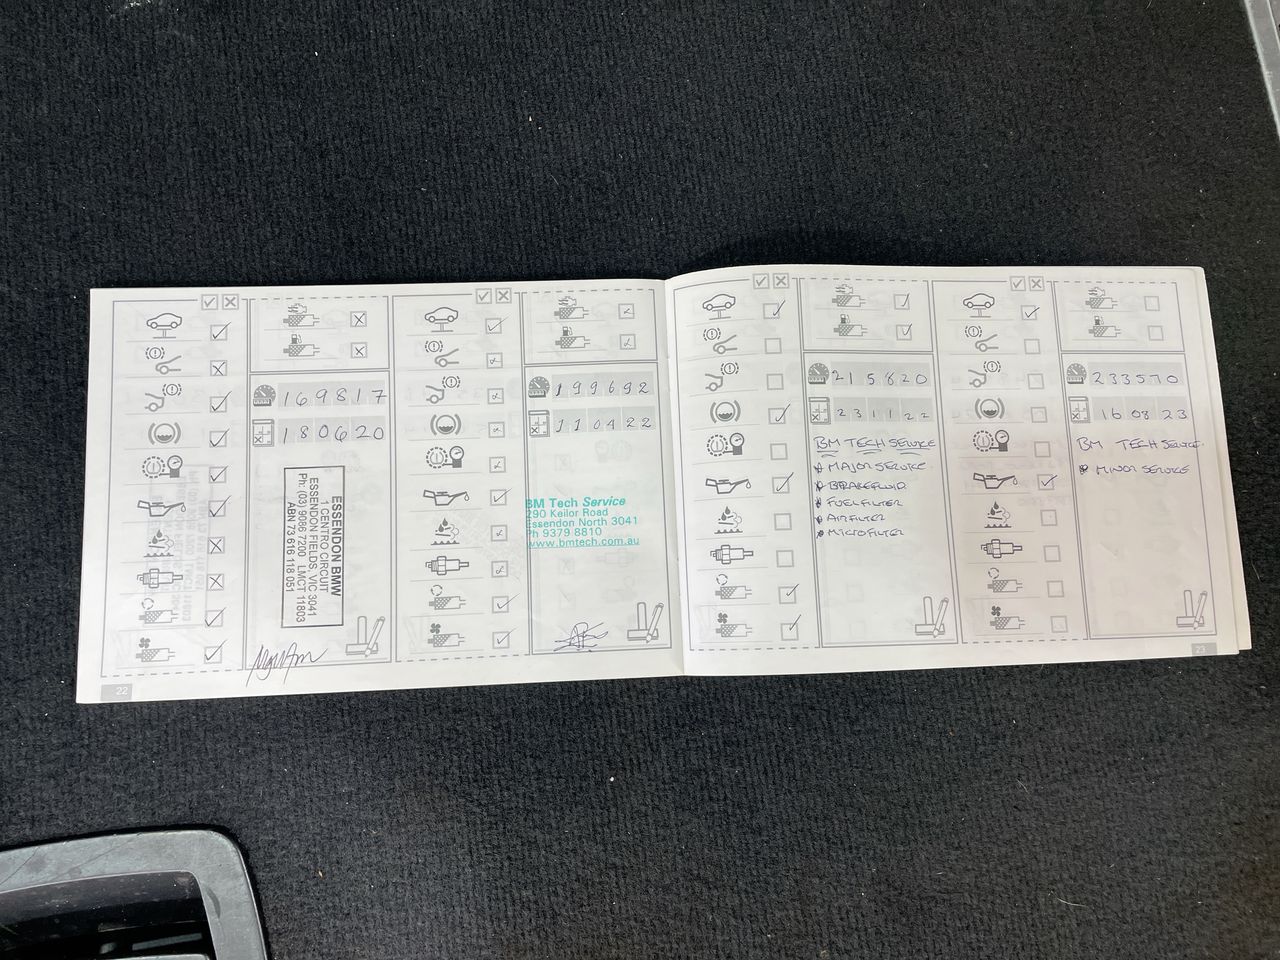 169817
180620
ESSENDON BMW
1 CENTRO CIRCUIT
ESSENDON FIELDS, VIC 3041
Ph: (03) 9086 7200 LMCT 11803
ABN 73 616 118 051
22
199692
110422
BM Tech Service
290 Keilor Road
Essendon North 3041
Ph 9379 8810
www.bmtech.com.au
215820
231122
BM TECH SERVICE
* MAJOR SERVICE.
* BRAKEFLUID
* FUELFILTER
* AIRFILTER
* MICROFILTER
233570
160823
BM TECH SERVICE.
* MINOR SERVICE
23